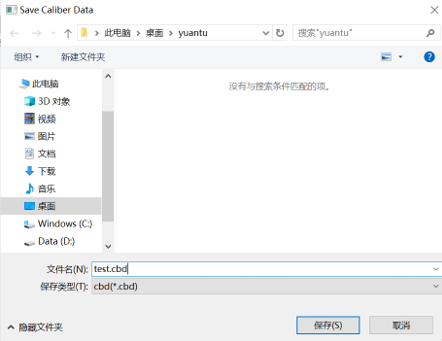 Save Caliber Data
此电脑 > 桌面 > yuantu
搜索"yuantu"
组织
新建文件夹
没有与搜索条件匹配的项。
此电脑
3D 对象
视频
图片
文档
下载
音乐
桌面
Windows (C:)
Data (D:)
文件名(N): test.cbd
保存类型(T): cbd(*.cbd)
隐藏文件夹
保存(S)
取消